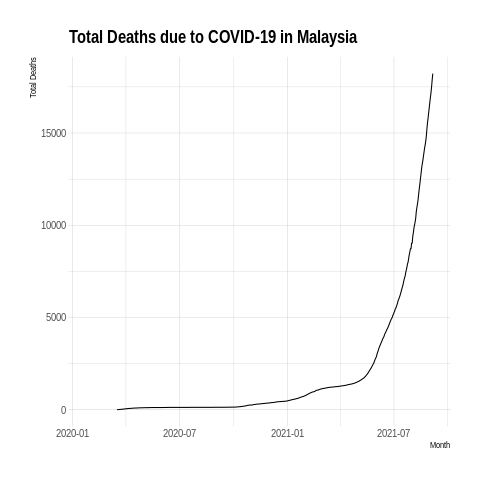 Total Deaths due to COVID-19 in Malaysia
Total Deaths
15000
10000
5000
0
2020-01 2020-07 2021-01 2021-07
Month